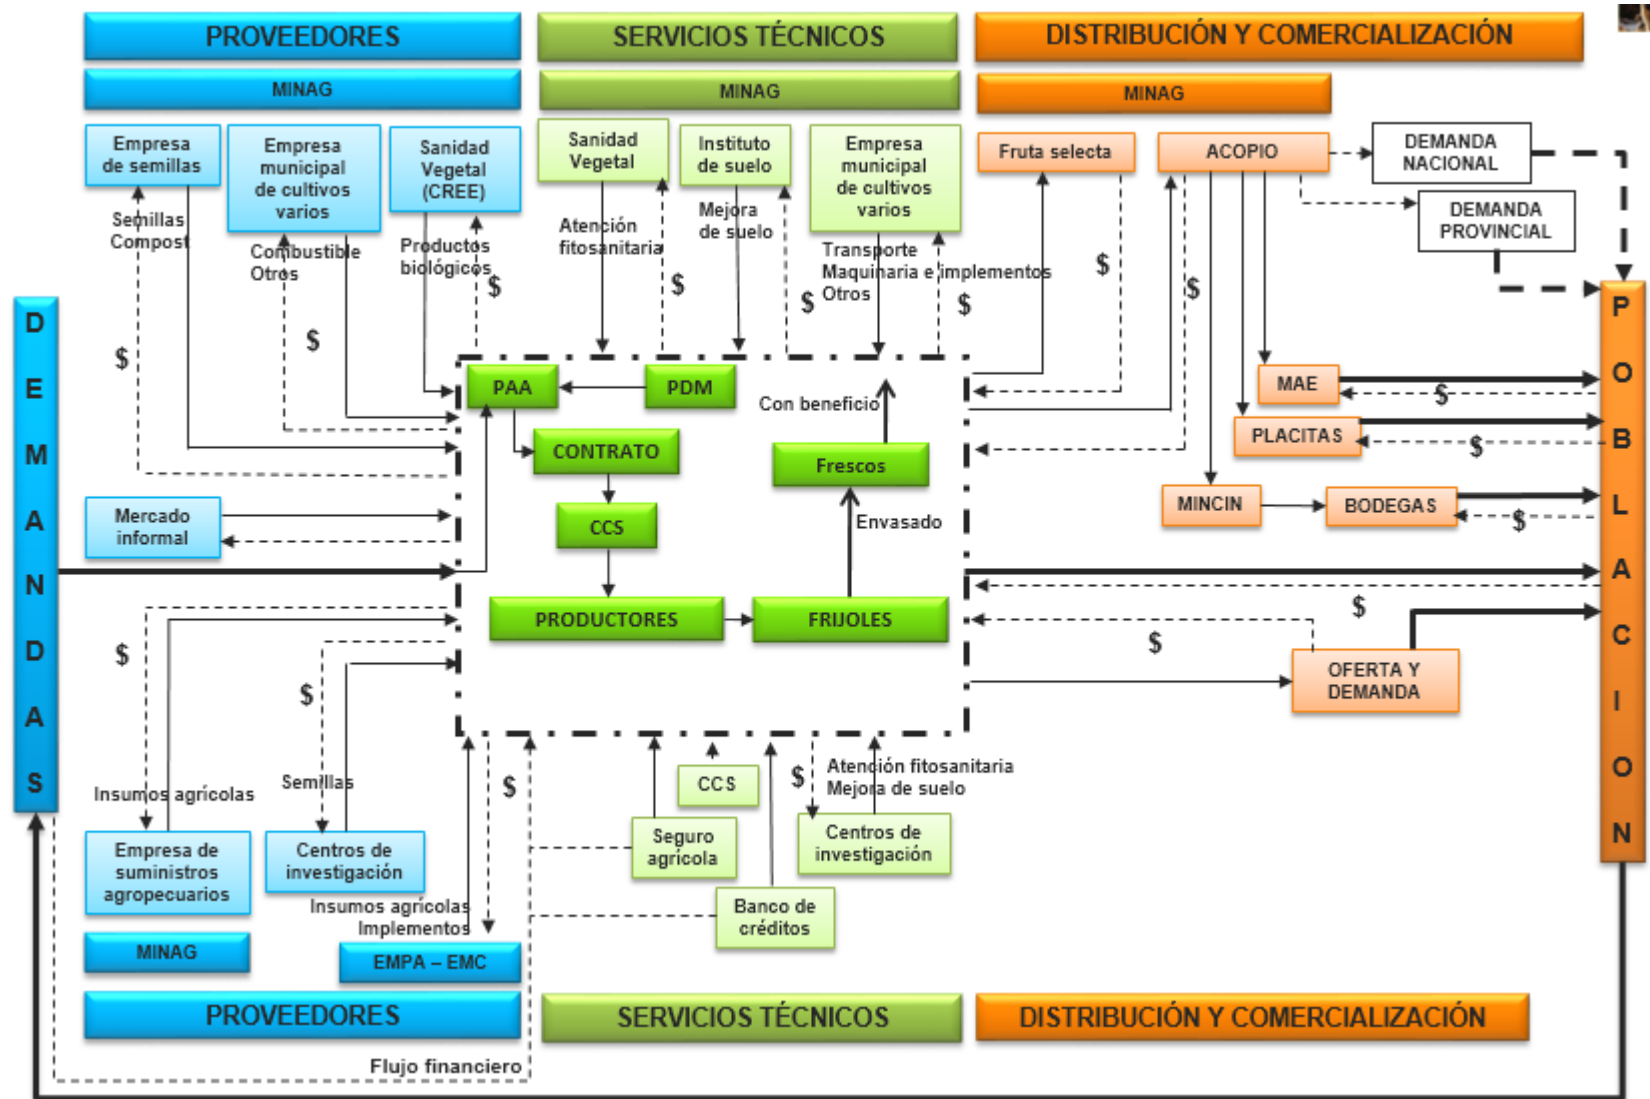 PROVEEDORES
SERVICIOS TÉCNICOS
DISTRIBUCIÓN Y COMERCIALIZACIÓN
MINAG
MINAG
MINAG
Empresa
de semillas
Empresa
municipal
de cultivos
varios
Sanidad
Vegetal
(CREE)
Sanidad
Vegetal
Instituto
de suelo
Empresa
municipal
de cultivos
varios
Fruta selecta
ACOPIO
DEMANDA
NACIONAL
DEMANDA
PROVINCIAL
Semillas
Compost
Combustible
Otros
Productos
biológicos
Atención
fitosanitaria
Mejora
de suelo
Transporte
Maquinaria e implementos
Otros
$
$
$
$
$
$
$
$
DEMANDAS
POBLACION
PAA
PDM
Con beneficio
CONTRATO
Frescos
CCS
Envasado
PRODUCTORES
FRIJOLES
MAE
$
PLACITAS
$
MINCIN
BODEGAS
$
Mercado
informal
$
$
OFERTA Y
DEMANDA
$
$
$
$
Insumos agrícolas
Semillas
CCS
Atención fitosanitaria
Mejora de suelo
Empresa de
suministros
agropecuarios
Centros de
investigación
Seguro
agrícola
Centros de
investigación
Insumos agrícolas
Implementos
Banco de
créditos
MINAG
EMPA – EMC
PROVEEDORES
SERVICIOS TÉCNICOS
DISTRIBUCIÓN Y COMERCIALIZACIÓN
Flujo financiero